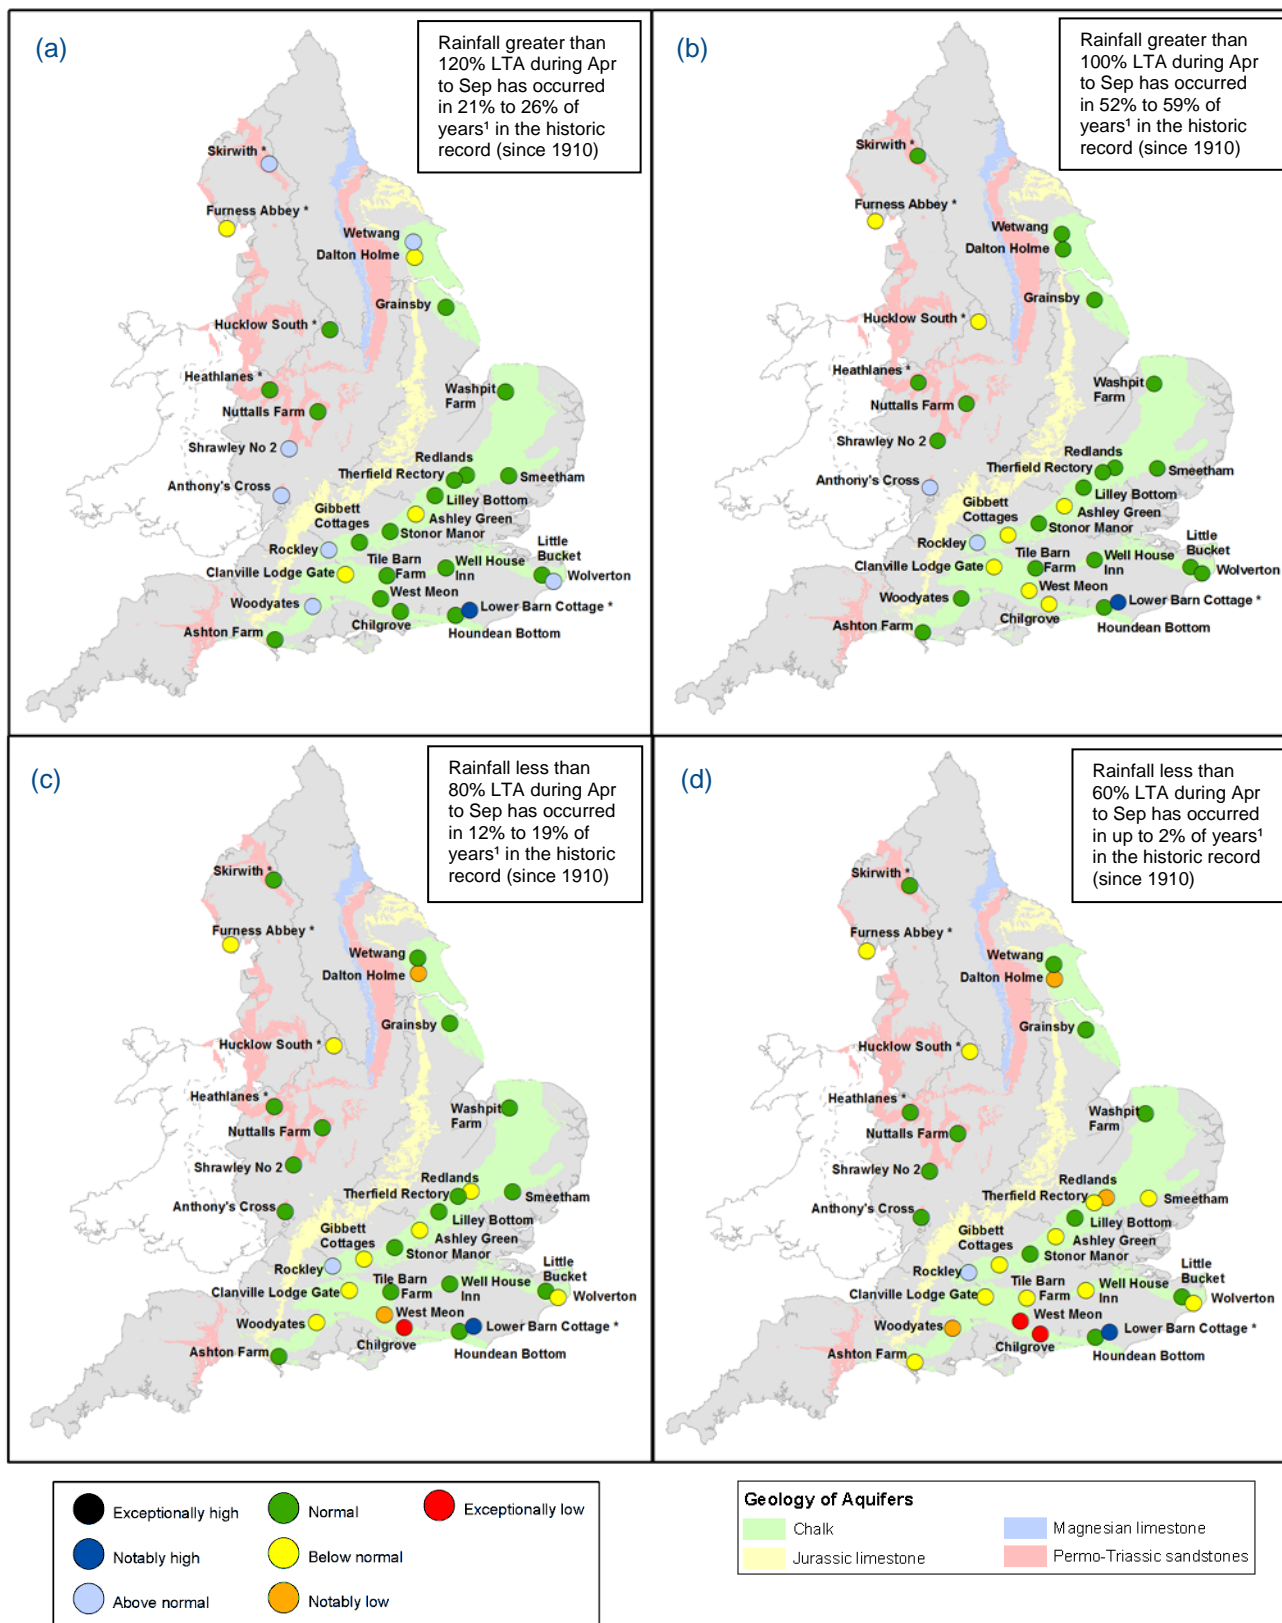 (a)
Rainfall greater than
120% LTA during Apr
to Sep has occurred
in 21% to 26% of
years¹ in the historic
record (since 1910)
Skirwith *
Furness Abbey *
Wetwang
Dalton Holme
Grainsby
Hucklow South *
Heathlanes *
Nuttalls Farm
Washpit
Farm
Shrawley No 2
Redlands
Therfield Rectory
Smeetham
Anthony's Cross
Lilley Bottom
Gibbett
Cottages
Ashley Green
Stonor Manor
Rockley
Tile Barn
Farm
Well House
Inn
Little
Bucket
Clanville Lodge Gate
Wolverton
West Meon
Woodyates
Lower Barn Cottage *
Chilgrove
Ashton Farm
Houndean Bottom
(b)
Rainfall greater than
100% LTA during Apr
to Sep has occurred
in 52% to 59% of
years¹ in the historic
record (since 1910)
Skirwith *
Furness Abbey *
Wetwang
Dalton Holme
Grainsby
Hucklow South *
Heathlanes *
Nuttalls Farm
Washpit
Farm
Shrawley No 2
Redlands
Therfield Rectory
Smeetham
Anthony's Cross
Lilley Bottom
Gibbett
Cottages
Ashley Green
Stonor Manor
Rockley
Tile Barn
Farm
Well House
Inn
Little
Bucket
Clanville Lodge Gate
Wolverton
West Meon
Woodyates
Lower Barn Cottage *
Chilgrove
Ashton Farm
Houndean Bottom
(c)
Rainfall less than
80% LTA during Apr
to Sep has occurred
in 12% to 19% of
years¹ in the historic
record (since 1910)
Skirwith *
Furness Abbey *
Wetwang
Dalton Holme
Grainsby
Hucklow South *
Heathlanes *
Nuttalls Farm
Washpit
Farm
Shrawley No 2
Redlands
Therfield Rectory
Smeetham
Anthony's Cross
Lilley Bottom
Gibbett
Cottages
Ashley Green
Stonor Manor
Rockley
Tile Barn
Farm
Well House
Inn
Little
Bucket
Clanville Lodge Gate
Wolverton
West Meon
Woodyates
Lower Barn Cottage *
Chilgrove
Ashton Farm
Houndean Bottom
(d)
Rainfall less than
60% LTA during Apr
to Sep has occurred
in up to 2% of years¹
in the historic record
(since 1910)
Skirwith *
Furness Abbey *
Wetwang
Dalton Holme
Grainsby
Hucklow South *
Heathlanes *
Nuttalls Farm
Washpit
Farm
Shrawley No 2
Redlands
Therfield Rectory
Smeetham
Anthony's Cross
Lilley Bottom
Gibbett
Cottages
Ashley Green
Stonor Manor
Rockley
Tile Barn
Farm
Well House
Inn
Little
Bucket
Clanville Lodge Gate
Wolverton
West Meon
Woodyates
Lower Barn Cottage *
Chilgrove
Ashton Farm
Houndean Bottom
Exceptionally high
Normal
Exceptionally low
Notably high
Below normal
Above normal
Notably low
Geology of Aquifers
Chalk
Magnesian limestone
Jurassic limestone
Permo-Triassic sandstones